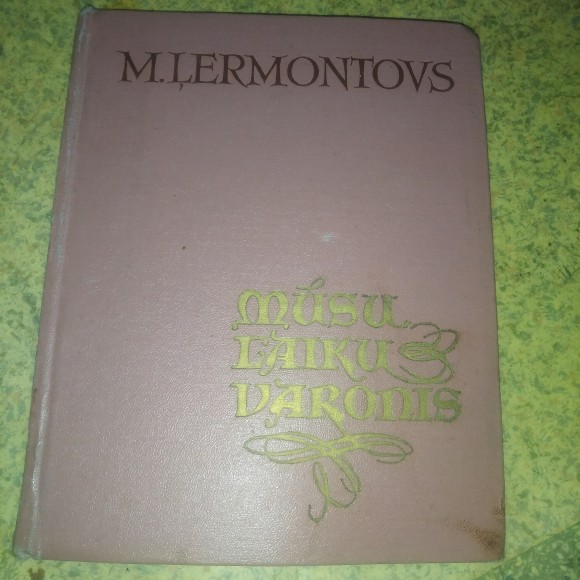 M. ĻERMONTOVS
MŪSU
LAIKU
VARONIS